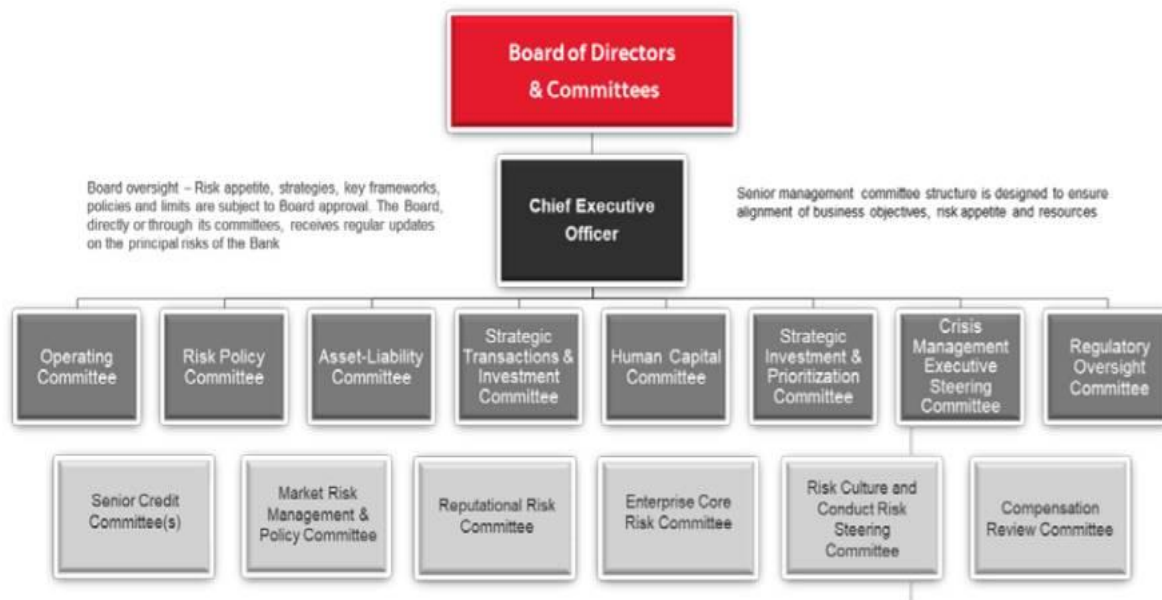 Board of Directors
& Committees
Board oversight – Risk appetite, strategies, key frameworks,
policies and limits are subject to Board approval. The Board,
directly or through its committees, receives regular updates
on the principal risks of the Bank
Chief Executive
Officer
Senior management committee structure is designed to ensure
alignment of business objectives, risk appetite and resources
Operating
Committee
Risk Policy
Committee
Asset-Liability
Committee
Strategic
Transactions &
Investment
Committee
Human Capital
Committee
Strategic
Investment &
Prioritization
Committee
Crisis
Management
Executive
Steering
Committee
Regulatory
Oversight
Committee
Senior Credit
Committee(s)
Market Risk
Management &
Policy Committee
Reputational Risk
Committee
Enterprise Core
Risk Committee
Risk Culture and
Conduct Risk
Steering
Committee
Compensation
Review Committee